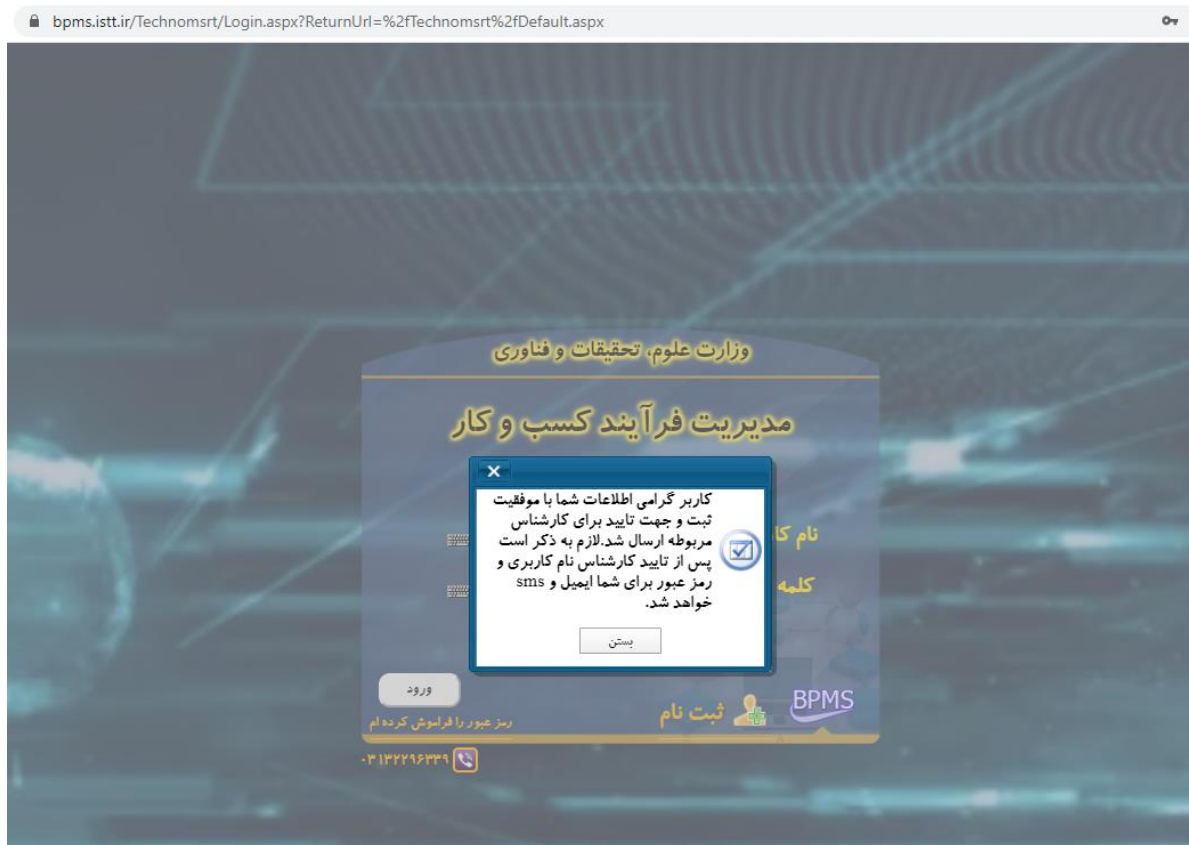 bpms.istt.ir/Technomsrt/Login.aspx?ReturnUrl=%2fTechnomsrt%2fDefault.aspx
وزارت علوم، تحقیقات و فناوری
مدیریت فرآیند کسب و کار
کاربر گرامی اطلاعات شما با موفقیت
ثبت و جهت تایید برای کارشناس
مربوطه ارسال شد.لازم به ذکر است
پس از تایید کارشناس نام کاربری و
رمز عبور برای شما ایمیل و sms
خواهد شد.
نام
کلمه
بستن
ورود
رمز عبور را فراموش کرده ام
ثبت نام
BPMS
۰۳۱۳۲۲۹۶۳۳۹